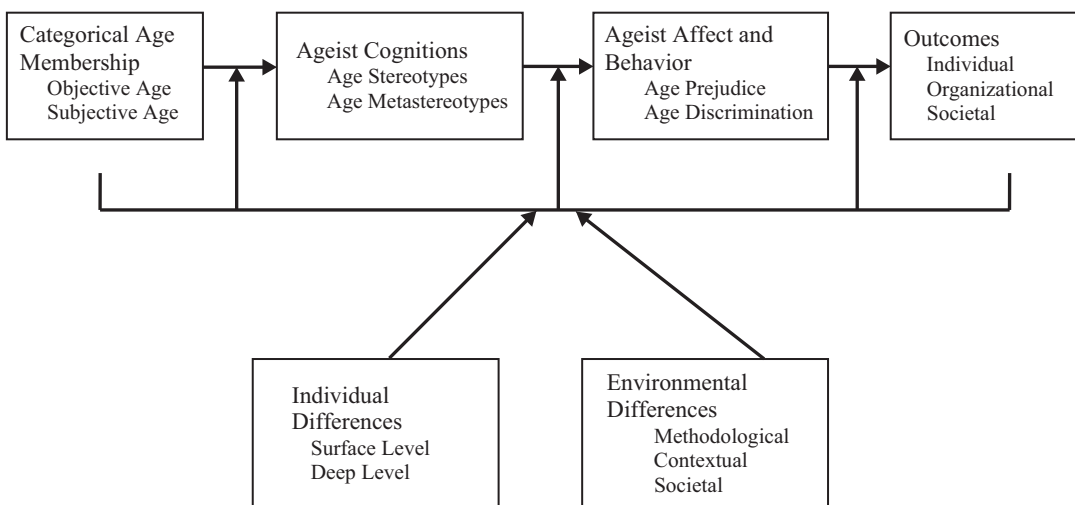 Categorical Age
Membership
Objective Age
Subjective Age
Ageist Cognitions
Age Stereotypes
Age Metastereotypes
Ageist Affect and
Behavior
Age Prejudice
Age Discrimination
Outcomes
Individual
Organizational
Societal
Individual
Differences
Surface Level
Deep Level
Environmental
Differences
Methodological
Contextual
Societal